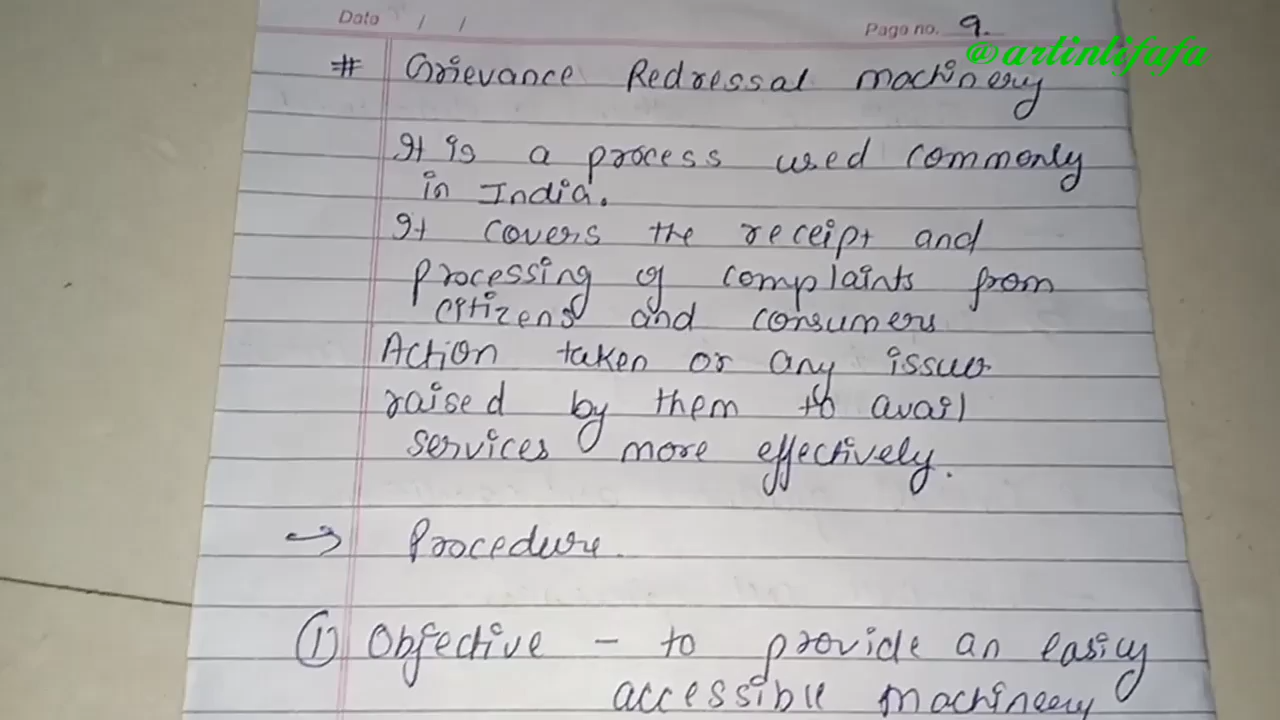 Date / /
Page no. 9.
@artinlifafa
# Grievance Redressal machinery
It is a process used commonly
in India.
It covers the receipt and
processing of complaints from
citizens and consumers
Action taken or any issue
raised by them to avail
services more effectively.
→ Procedure.
① Objective - to provide an easicy
accessible machineery